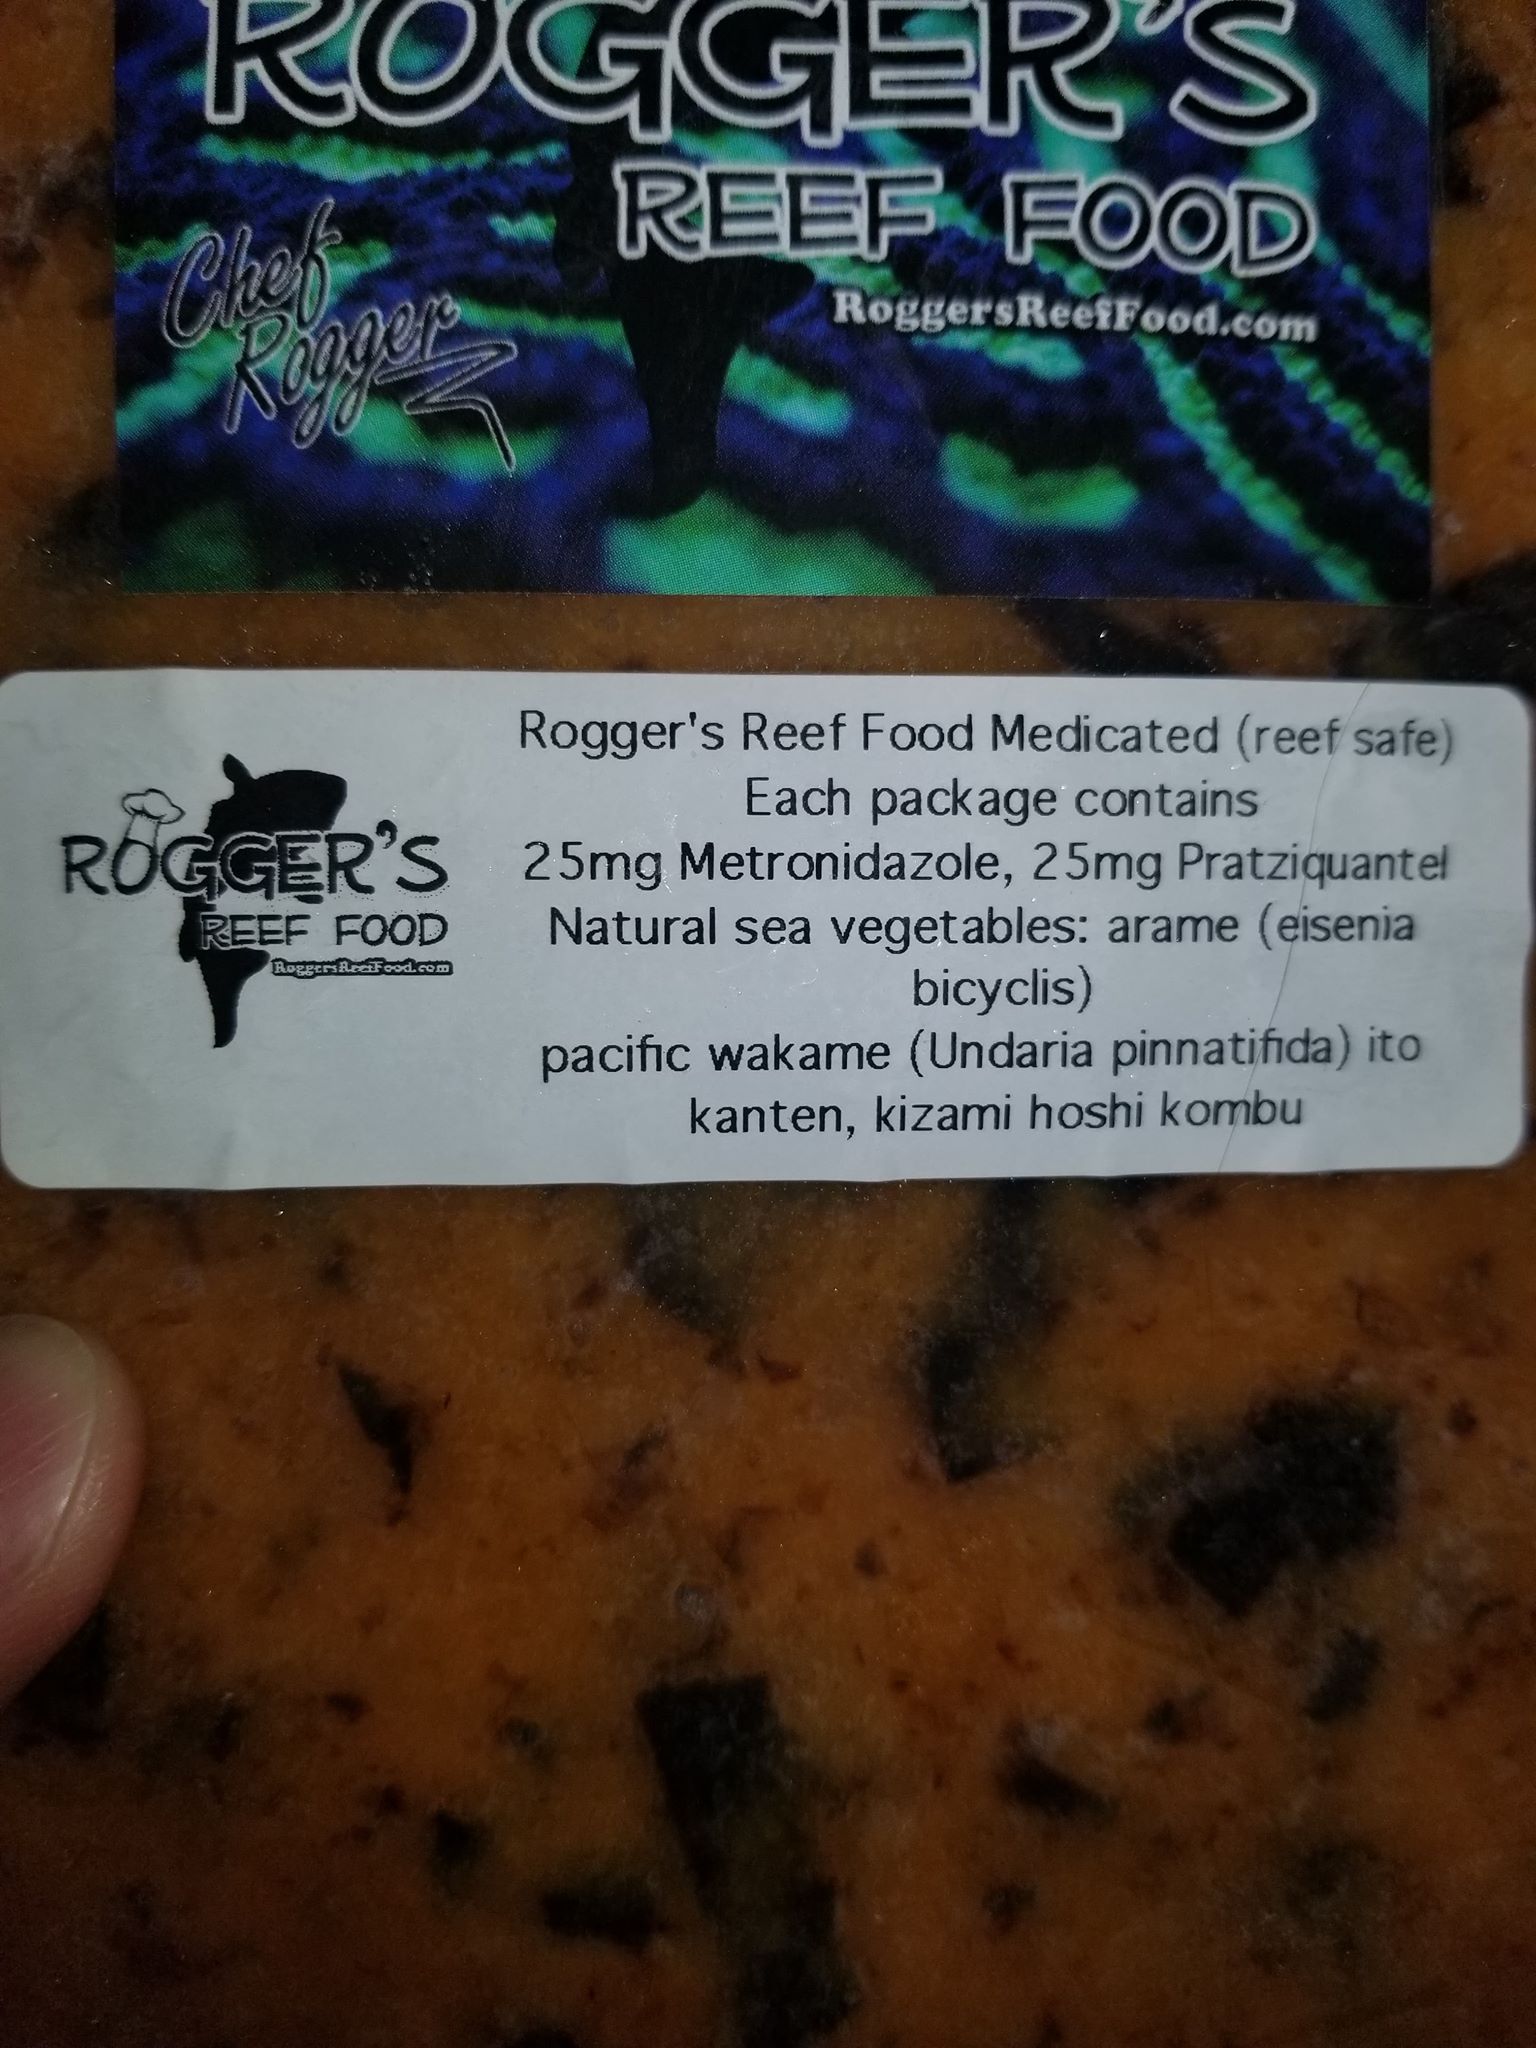 ROGGER'S
REEF FOOD
Chef
Rogger
RoggersReefFood.com
Rogger's Reef Food Medicated (reef safe)
Each package contains
25mg Metronidazole, 25mg Pratziquantel
Natural sea vegetables: arame (eisenia
bicyclis)
pacific wakame (Undaria pinnatifida) ito
kanten, kizami hoshi kombu
ROGGER'S
REEF FOOD
RoggersReefFood.com